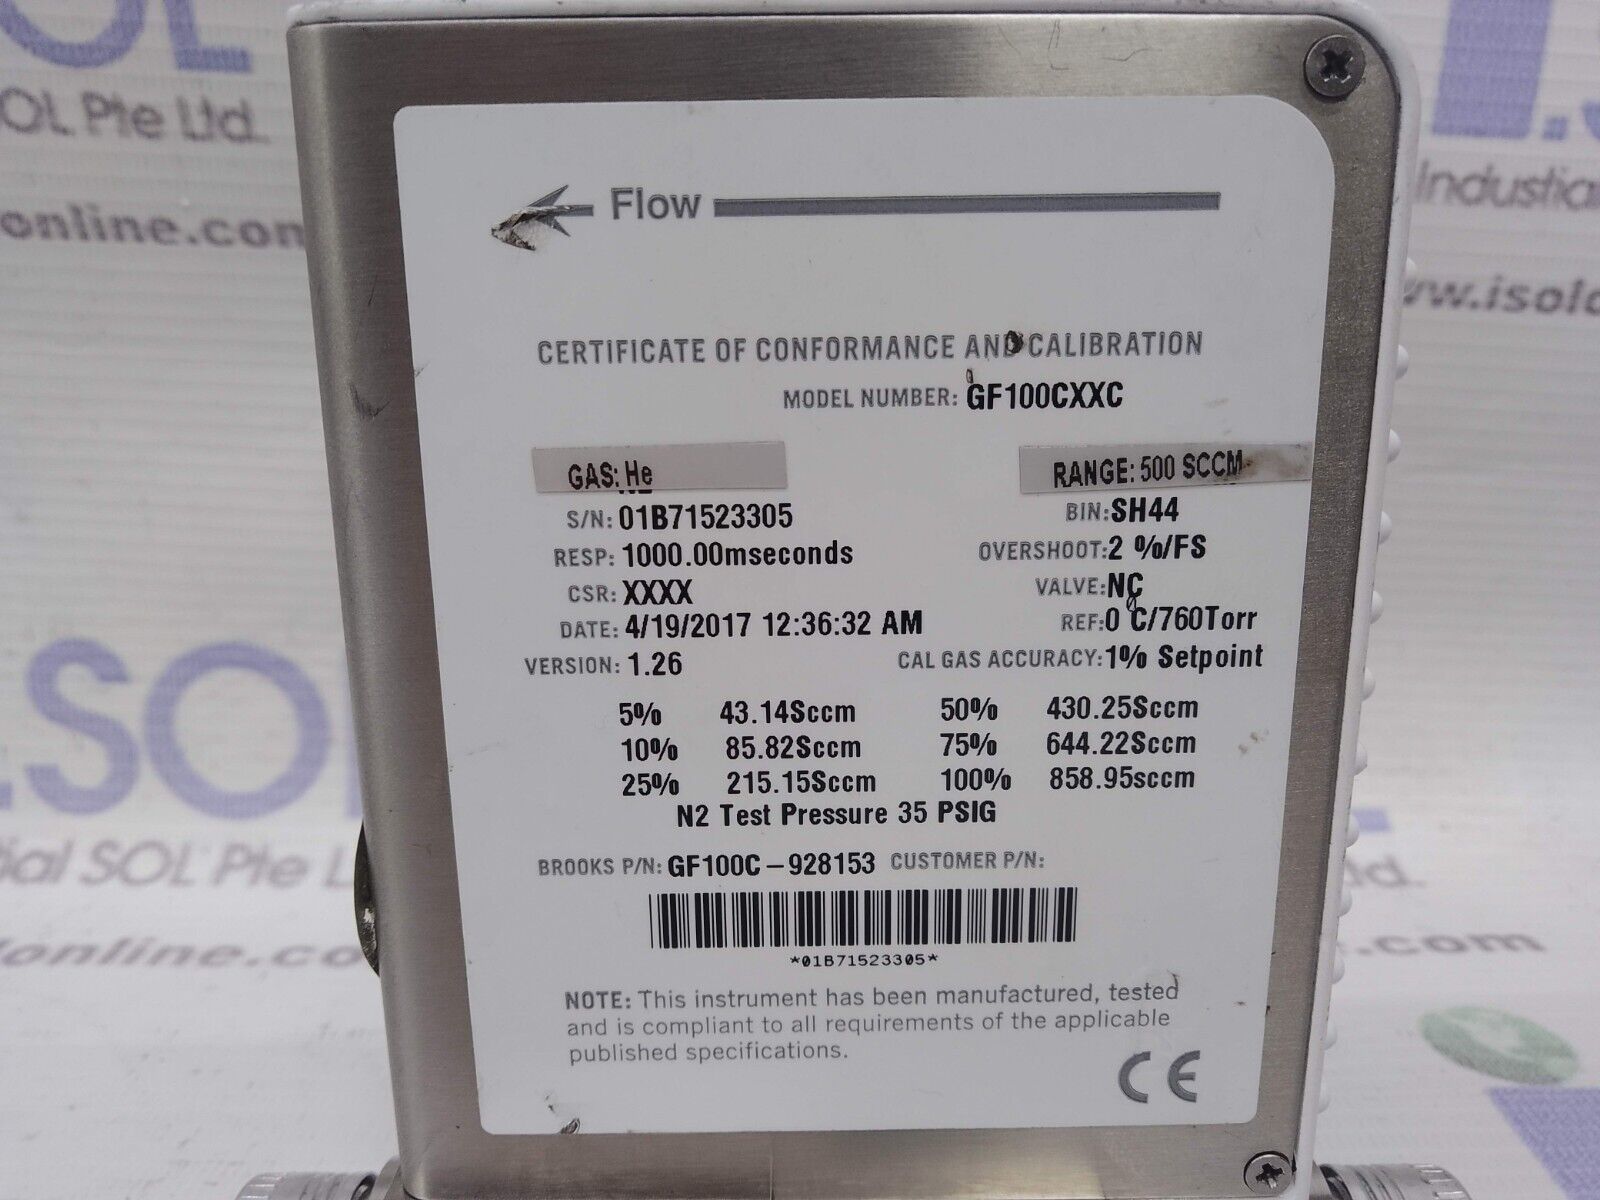 SOL
SOL Pte Ltd.
online.com
Industial
www.isol
SOL
tial SOL Pte L
lonline.com
Flow
CERTIFICATE OF CONFORMANCE AND CALIBRATION
MODEL NUMBER: GF100CXXC
GAS: He RANGE: 500 SCCM
S/N: 01B71523305 BIN: SH44
RESP: 1000.00mseconds OVERSHOOT: 2 %/FS
CSR: XXXX VALVE: NC
DATE: 4/19/2017 12:36:32 AM REF: 0 C/760Torr
VERSION: 1.26 CAL GAS ACCURACY: 1% Setpoint
5% 43.14Sccm 50% 430.25Sccm
10% 85.82Sccm 75% 644.22Sccm
25% 215.15Sccm 100% 858.95sccm
N2 Test Pressure 35 PSIG
BROOKS P/N: GF100C-928153 CUSTOMER P/N:
*01B71523305*
NOTE: This instrument has been manufactured, tested
and is compliant to all requirements of the applicable
published specifications.
CE